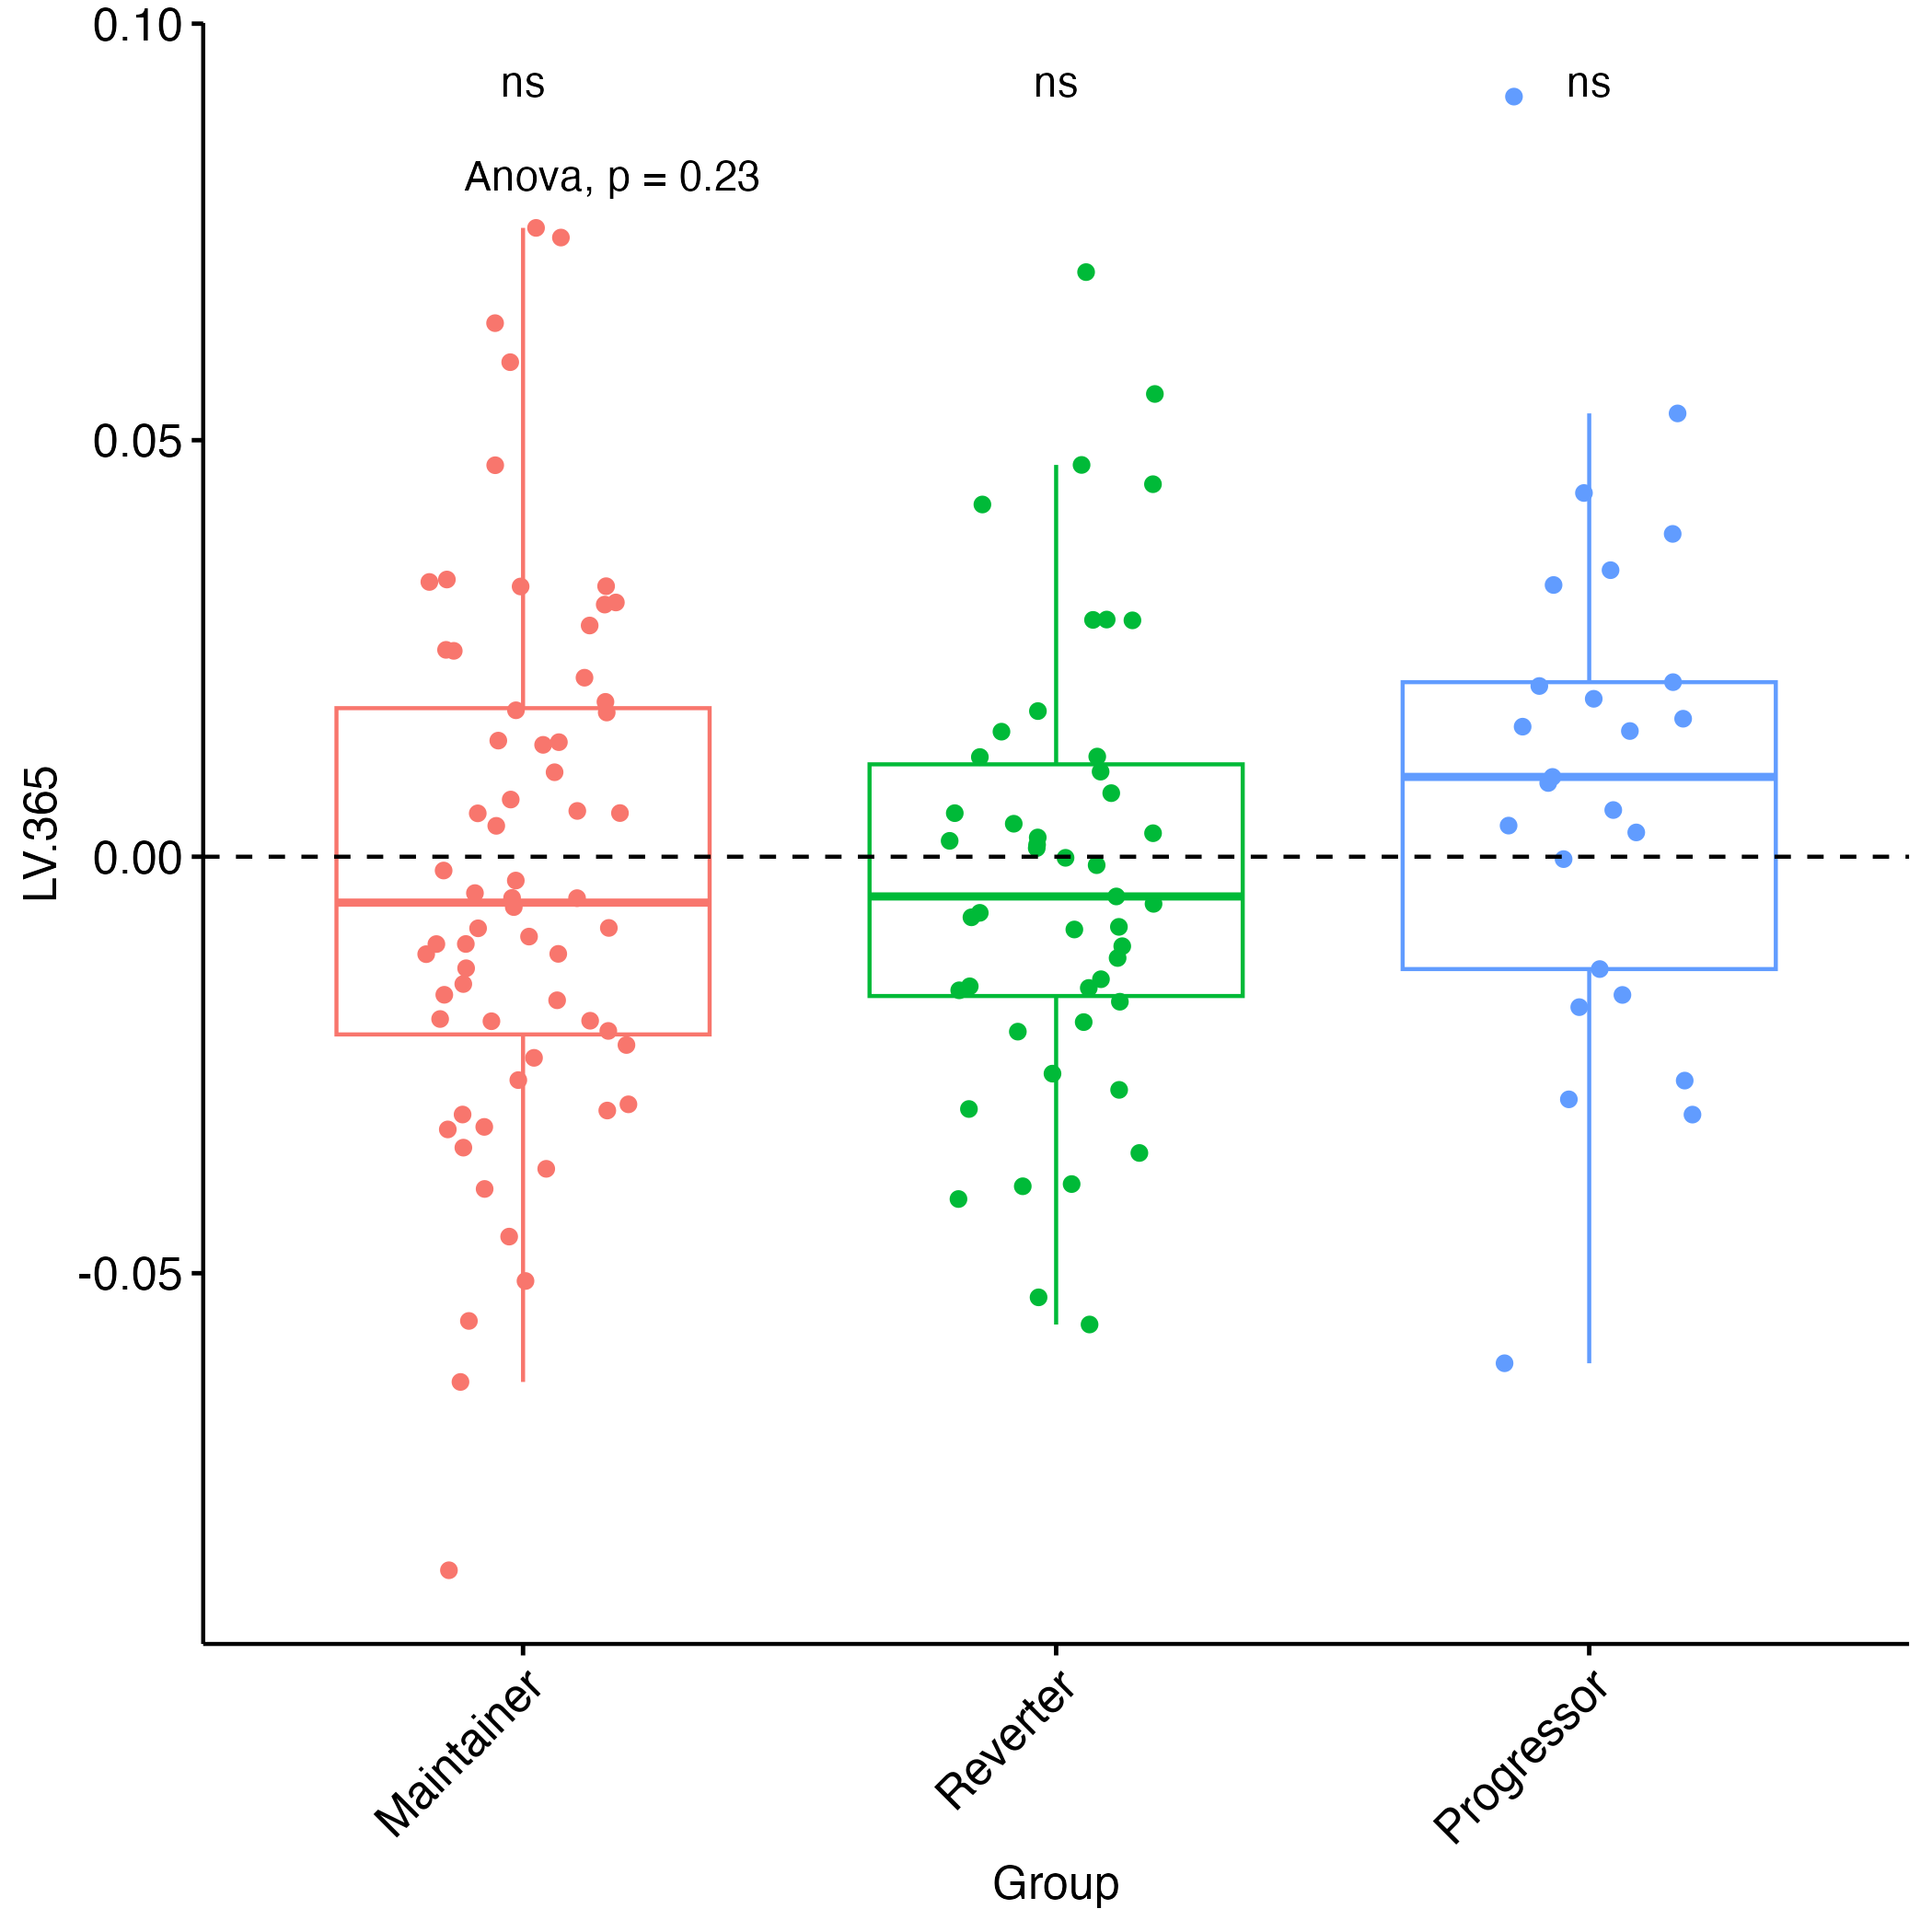 0.10
ns ns ns
Anova, p = 0.23
0.05
LV.365
0.00
-0.05
Maintainer Reverter Progressor
Group